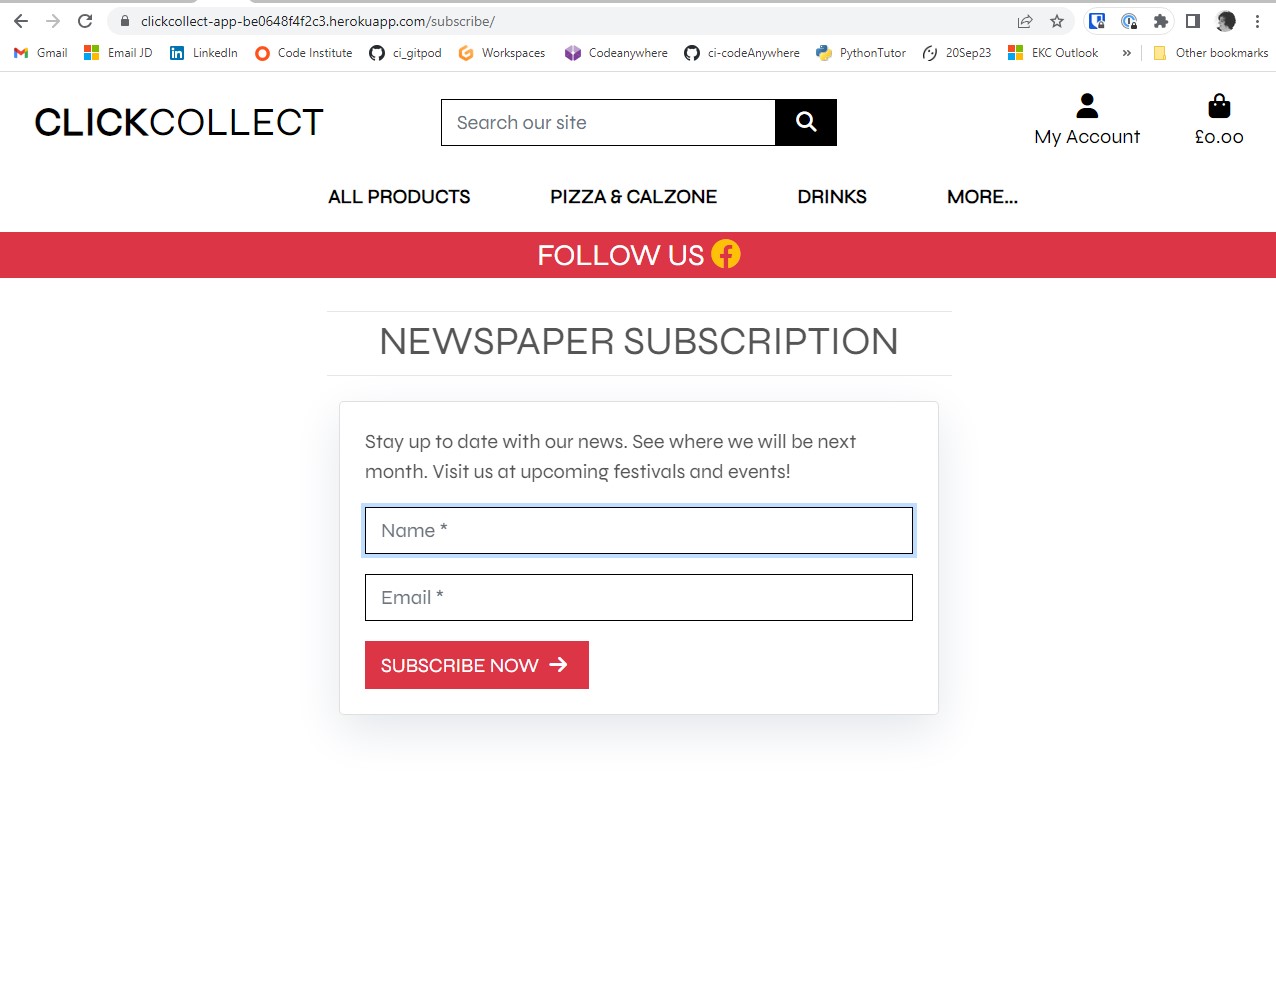 clickcollect-app-be0648f4f2c3.herokuapp.com/subscribe/
Gmail Email JD LinkedIn Code Institute ci_gitpod Workspaces Codeanywhere ci-codeAnywhere PythonTutor 20Sep23 EKC Outlook » Other bookmarks
CLICKCOLLECT
Search our site
My Account
£0.00
ALL PRODUCTS PIZZA & CALZONE DRINKS MORE...
FOLLOW US
NEWSPAPER SUBSCRIPTION
Stay up to date with our news. See where we will be next
month. Visit us at upcoming festivals and events!
Name *
Email *
SUBSCRIBE NOW